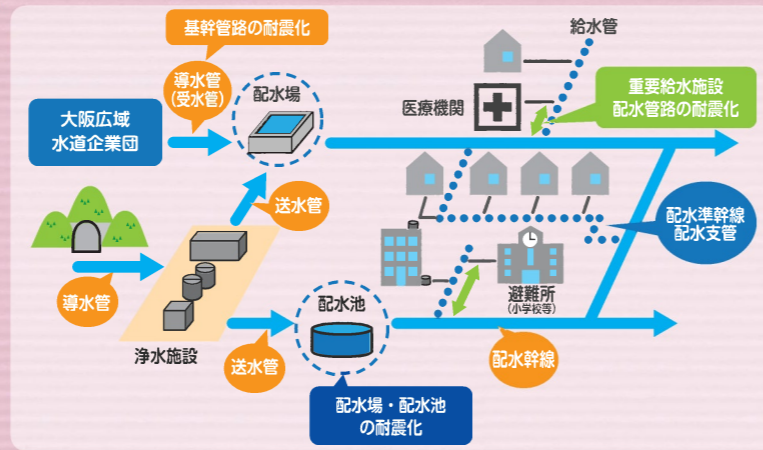 基幹管路の耐震化
導水管
(受水管)
配水場
給水管
医療機関
重要給水施設
配水管路の耐震化
大阪広域
水道企業団
送水管
配水準幹線
配水支管
導水管
浄水施設
送水管
配水池
避難所
(小学校等)
配水幹線
配水場・配水池
の耐震化